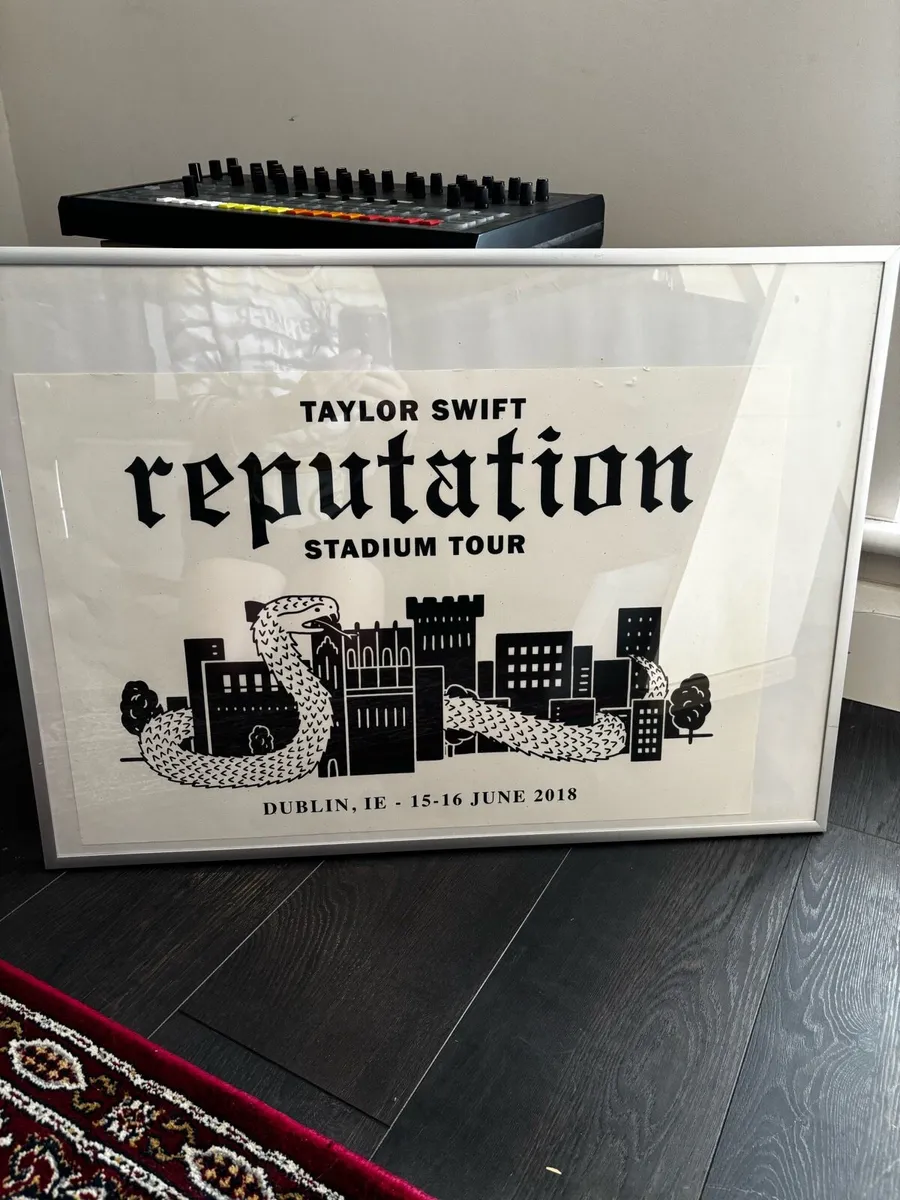 TAYLOR SWIFT
reputation
STADIUM TOUR
DUBLIN, IE - 15-16 JUNE 2018